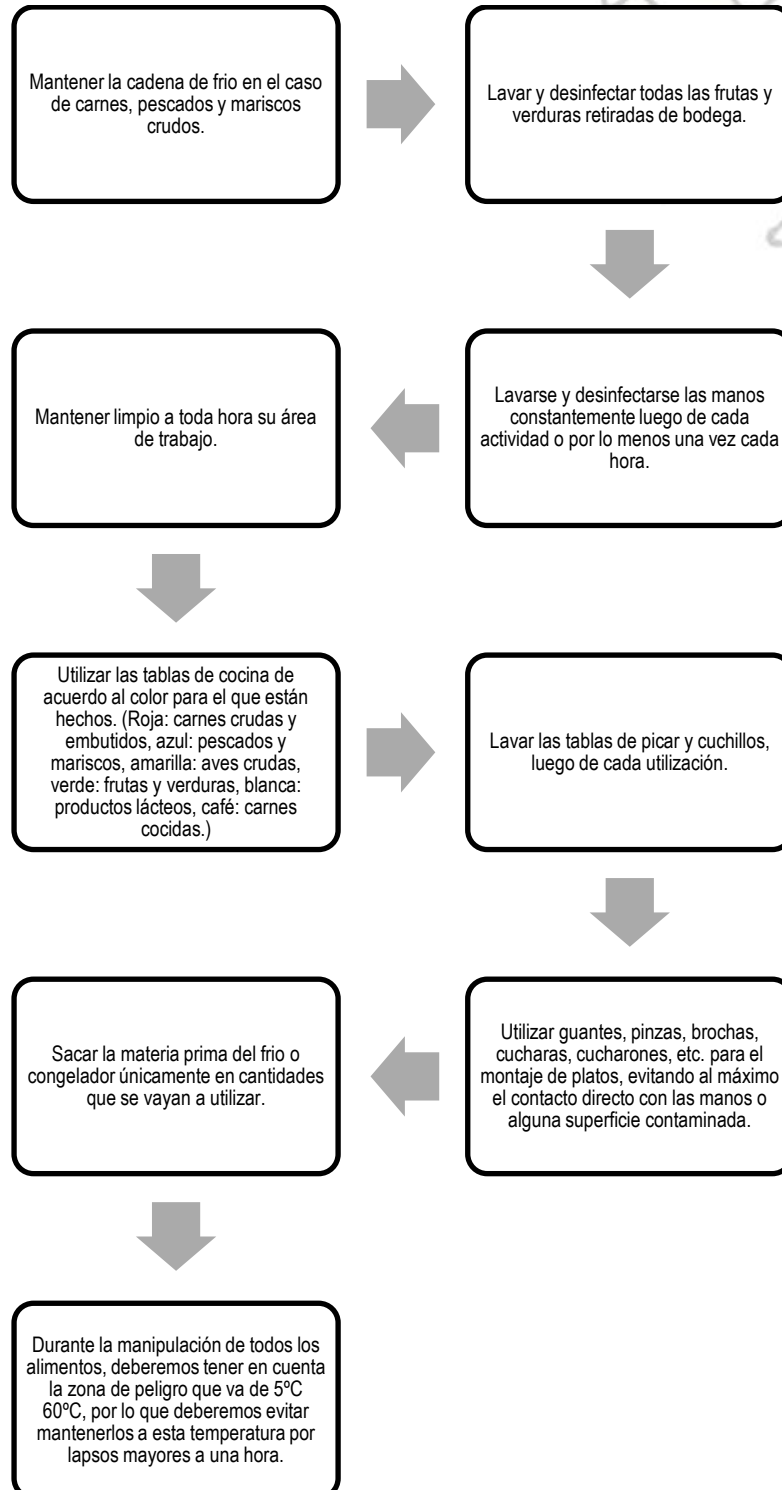 Mantener la cadena de frio en el caso
de carnes, pescados y mariscos
crudos.
Lavar y desinfectar todas las frutas y
verduras retiradas de bodega.
Lavarse y desinfectarse las manos
constantemente luego de cada
actividad o por lo menos una vez cada
hora.
Mantener limpio a toda hora su área
de trabajo.
Utilizar las tablas de cocina de
acuerdo al color para el que están
hechos. (Roja: carnes crudas y
embutidos, azul: pescados y
mariscos, amarilla: aves crudas,
verde: frutas y verduras, blanca:
productos lácteos, café: carnes
cocidas.)
Lavar las tablas de picar y cuchillos,
luego de cada utilización.
Utilizar guantes, pinzas, brochas,
cucharas, cucharones, etc. para el
montaje de platos, evitando al máximo
el contacto directo con las manos o
alguna superficie contaminada.
Sacar la materia prima del frio o
congelador únicamente en cantidades
que se vayan a utilizar.
Durante la manipulación de todos los
alimentos, deberemos tener en cuenta
la zona de peligro que va de 5ºC
60ºC, por lo que deberemos evitar
mantenerlos a esta temperatura por
lapsos mayores a una hora.